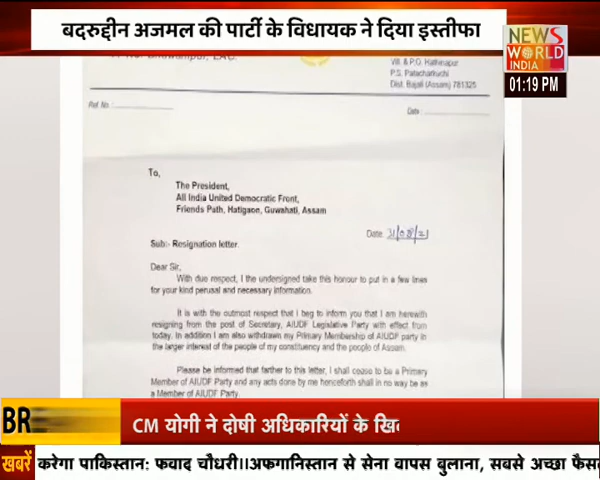 बदरुद्दीन अजमल की पार्टी के विधायक ने दिया इस्तीफा
NEWS
WORLD
INDIA
01:19 PM
Vill. & P.O. Hathinapur
P.S. Patacharkuchi
Dist. Bajali (Assam) 781325
Ref. No.
Date
To,
The President,
All India United Democratic Front,
Friends Path, Hatigaon, Guwahati, Assam
Date 31/08/21
Sub:- Resignation letter.
Dear Sir,
With due respect, I the undersigned take this honour to put in a few lines
for your kind perusal and necessary information.
It is with the outmost respect that I beg to inform you that I am herewith
resigning from the post of Secretary, AIUDF Legislative Party with effect from
today. In addition I am also withdrawn my Primary Membership of AIUDF party in
the larger interest of the people of my constituency and the people of Assam.
Please be informed that farther to this letter, I shall cease to be a Primary
Member of AIUDF Party and any acts done by me henceforth shall in no way be as
a Member of AIUDF Party.
BR
CM योगी ने दोषी अधिकारियों के खि
खबरें करेगा पाकिस्तान: फवाद चौधरी।।अफगानिस्तान से सेना वापस बुलाना, सबसे अच्छा फैस